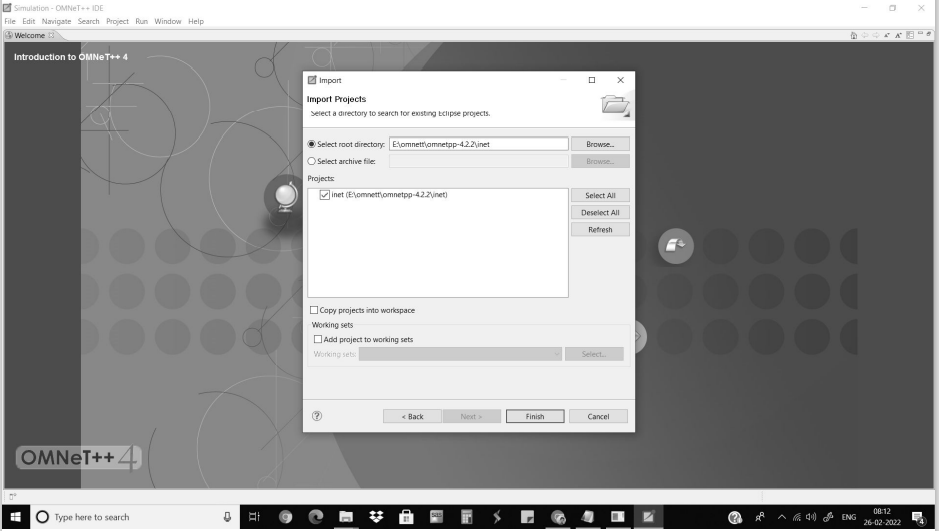 Simulation - OMNeT++ IDE
File Edit Navigate Search Project Run Window Help
Welcome
Introduction to OMNeT++ 4
Import
Import Projects
Select a directory to search for existing Eclipse projects.
Select root directory: E:\omnett\omnetpp-4.2.2\inet Browse...
Select archive file: Browse...
Projects:
inet (E:\omnett\omnetpp-4.2.2\inet) Select All
Deselect All
Refresh
Copy projects into workspace
Working sets
Add project to working sets
Working sets: Select...
< Back Next > Finish Cancel
OMNeT++ 4
Type here to search
ENG
08:12
26-02-2022
4